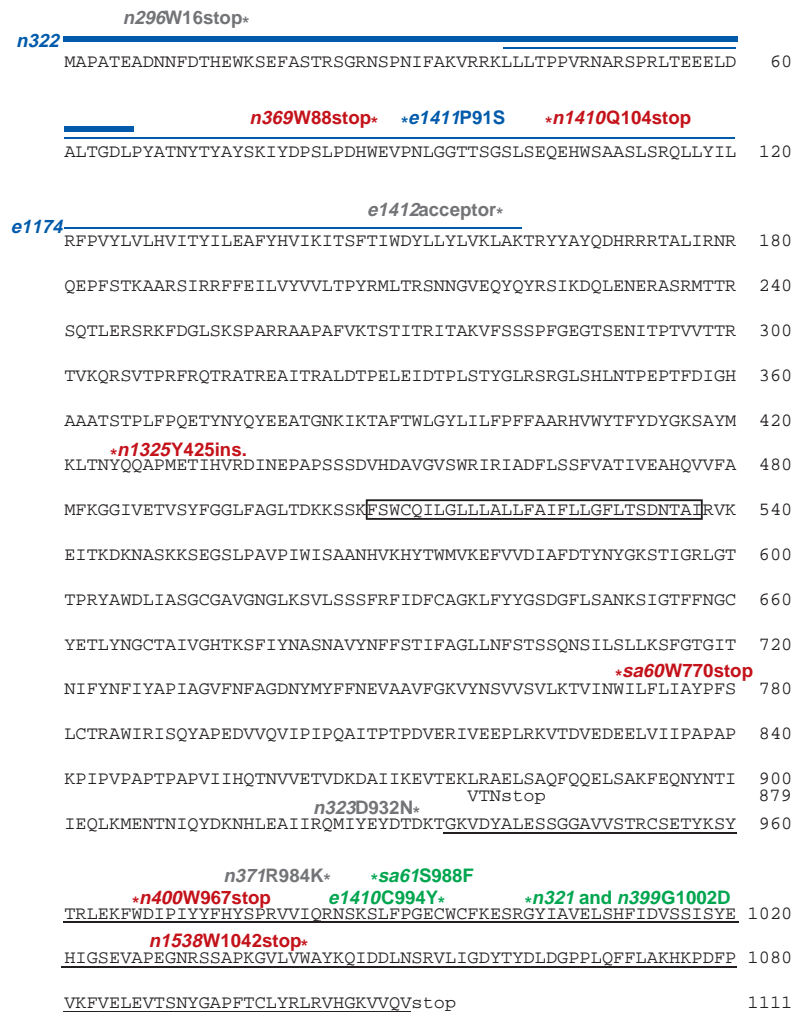 n296W16stop*
n322
MAPATEADNNFDTHEWKSEFASTRSGRNSPNIFAKVRRKLLLTPPVRNARSPRLTEEELD 60
n369W88stop* *e1411P91S *n1410Q104stop
ALTGDLPYATNYTYAYSKIYDPSLPDHWEVPNLGGTTSGSLSEQEHWSAASLSRQLLYIL 120
e1412acceptor*
e1174
RFPVYLVLHVITYILEAFYHVIKITSFTIWDYLLYLVKLAKTRYYAYQDHRRRTALIRNR 180
QEPFSTKAARSIRRFFEILVYVVLTPYRMLTRSNNGVEQYQYRSIKDQLENERASRMTTR 240
SQTLERSRKFDGLSKSPARRAAPAFVKTSTITRITAKVFSSSPFGEGTSENITPTVVTTR 300
TVKQRSVTPRFRQTRATREAITRALDTPELEIDTPLSTYGLRSRGLSHLNTPEPTFDIGH 360
AAATSTPLFPQETYNYQYEEATGNKIKTAFTWLGYLILFPFFAARHVWYTFYDYGKSAYM 420
*n1325Y425ins.
KLTNYQQAPMETIHVRDINEPAPSSSDVHDAVGVSWRIRIADFLSSFVATIVEAHQVVFA 480
MFKGGIVETVSYFGGLFAGLTDKKSSKFSWCQILGLLLALLFAIFLLGFLTSDNTAIRVK 540
EITKDKNASKKSEGSLPAVPIWISAANHVKHYTWMVKEFVVDIAFDTYNYGKSTIGRLGT 600
TPRYAWDLIASGCGAVGNGLKSVLSSSFRFIDFCAGKLFYYGSDGFLSANKSIGTFFNGC 660
YETLYNGCTAIVGHTKSFIYNASNAVYNFFSTIFAGLLNFSTSSQNSILSLLKSFGTGIT 720
*sa60W770stop
NIFYNFIYAPIAGVFNFAGDNYMYFFNEVAAVFGKVYNSVVSVLKTVINWILFLIAYPFS 780
LCTRAWIRISQYAPEDVVQVIPIPQAITPTPDVERIVEEPLRKVTDVEDEELVIIPAPAP 840
KPIPVPAPTPAPVIIHQTNVVETVDKDAIIKEVTEKLRAELSAQFQQELSAKFEQNYNTI 900
VTNstop 879
n323D932N*
IEQLKMENTNIQYDKNHLEAIIRQMIYEYDTDKTGKVDYALESSGGAVVSTRCSETYKSY 960
n371R984K* *sa61S988F
*n400W967stop e1410C994Y* *n321 and n399G1002D
TRLEKFWDIPIYYFHYSPRVVIQRNSKSLFPGECWCFKESRGYIAVELSHFIDVSSISYE 1020
n1538W1042stop*
HIGSEVAPEGNRSSAPKGVLVWAYKQIDDLNSRVLIGDYTYDLDGPPLQFFLAKHKPDFP 1080
VKFVELEVTSNYGAPFTCLYRLRVHGKVVQVstop 1111